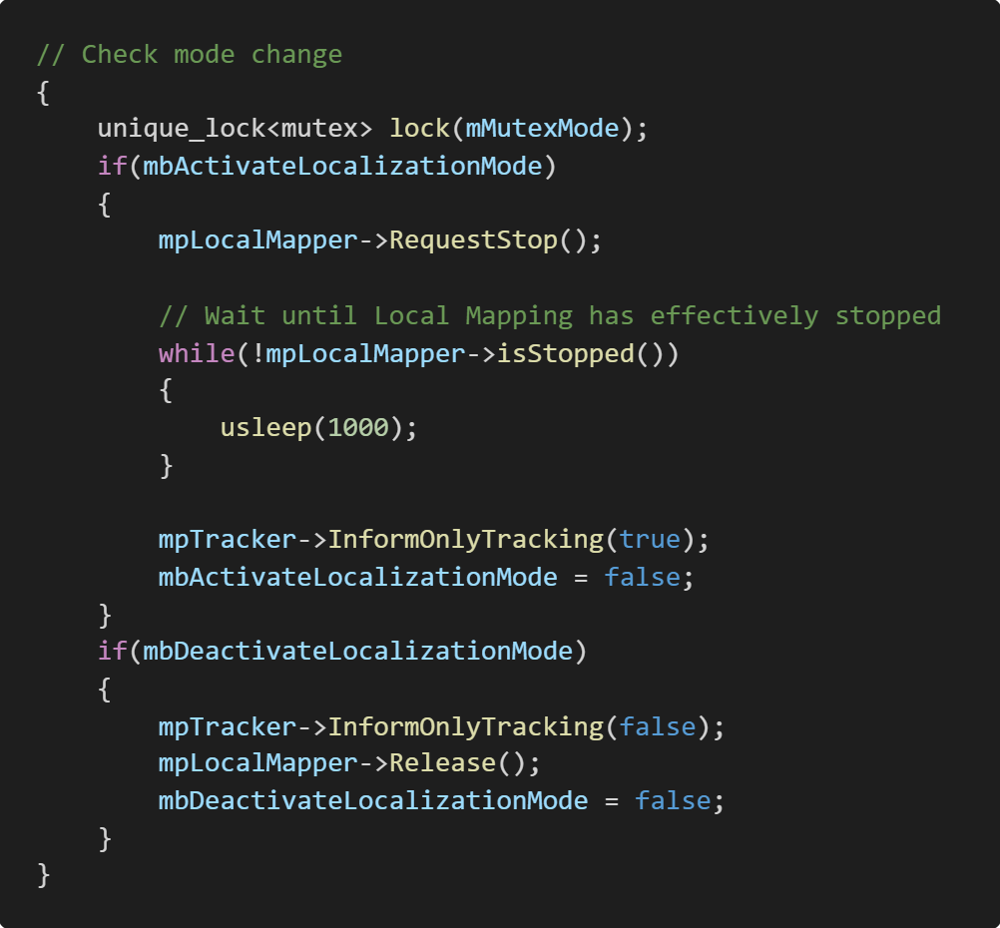 // Check mode change
{
    unique_lock<mutex> lock(mMutexMode);
    if(mbActivateLocalizationMode)
    {
        mpLocalMapper->RequestStop();

        // Wait until Local Mapping has effectively stopped
        while(!mpLocalMapper->isStopped())
        {
            usleep(1000);
        }

        mpTracker->InformOnlyTracking(true);
        mbActivateLocalizationMode = false;
    }
    if(mbDeactivateLocalizationMode)
    {
        mpTracker->InformOnlyTracking(false);
        mpLocalMapper->Release();
        mbDeactivateLocalizationMode = false;
    }
}